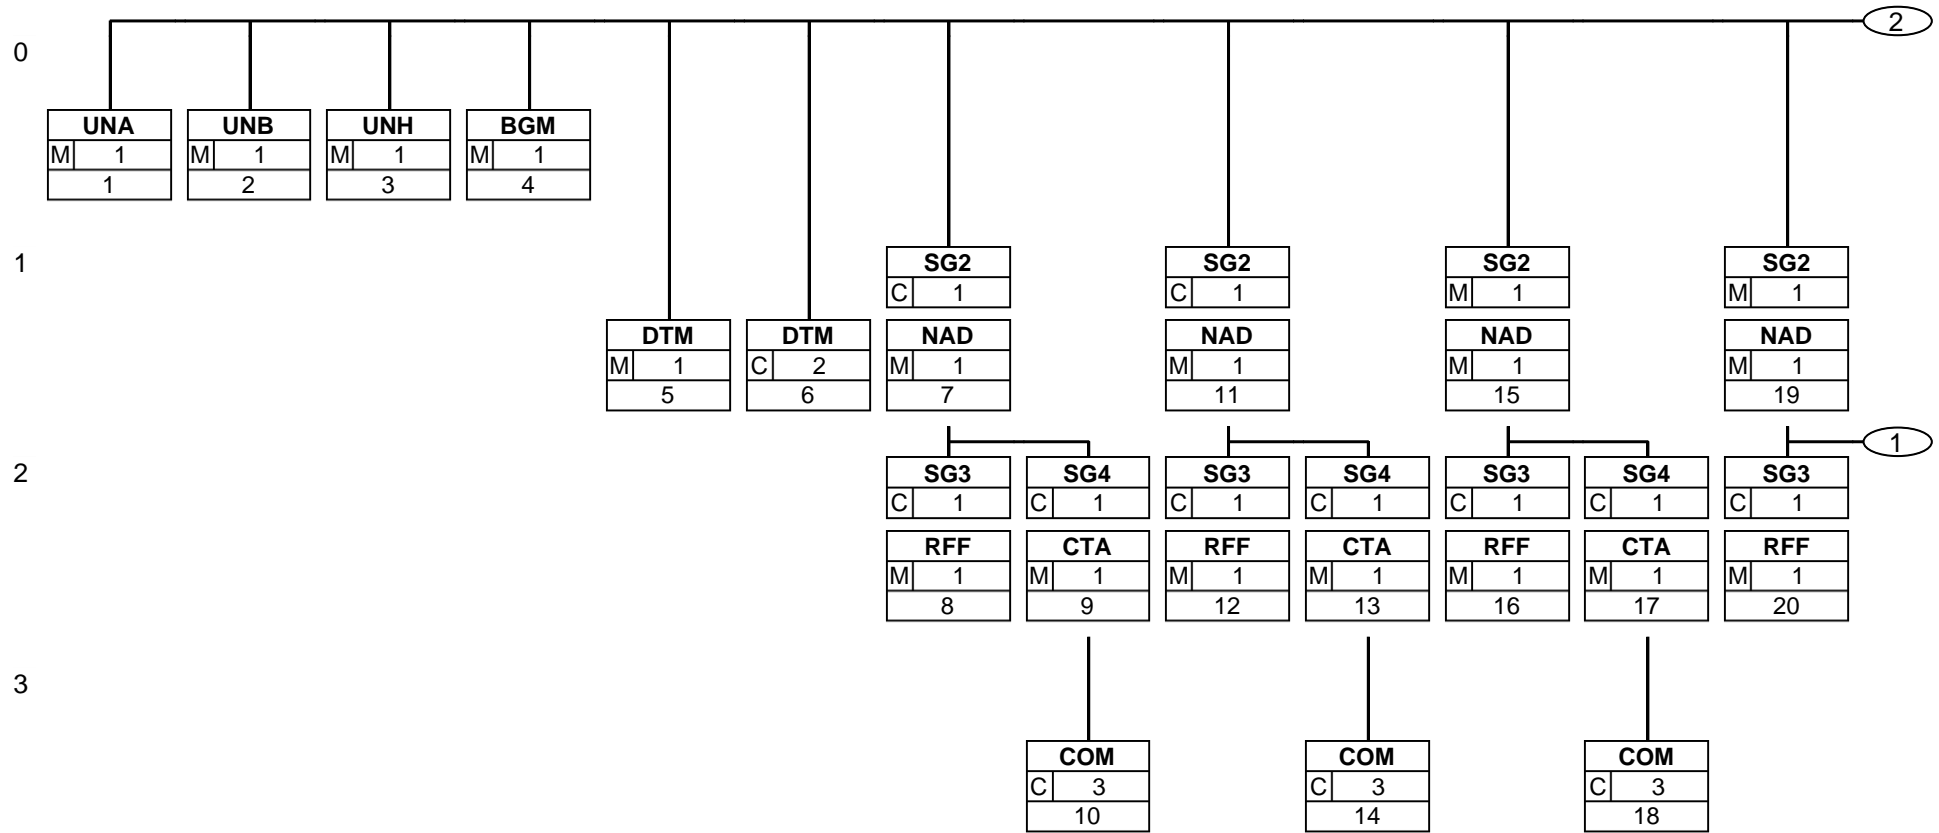 2
0
UNA UNB UNH BGM
M 1 M 1 M 1 M 1
1 2 3 4
1
SG2 SG2 SG2 SG2
C 1 C 1 M 1 M 1
DTM DTM NAD NAD NAD NAD
M 1 C 2 M 1 M 1 M 1 M 1
5 6 7 11 15 19
1
2
SG3 SG4 SG3 SG4 SG3 SG4 SG3
C 1 C 1 C 1 C 1 C 1 C 1 C 1
RFF CTA RFF CTA RFF CTA RFF
M 1 M 1 M 1 M 1 M 1 M 1 M 1
8 9 12 13 16 17 20
3
COM COM COM
C 3 C 3 C 3
10 14 18